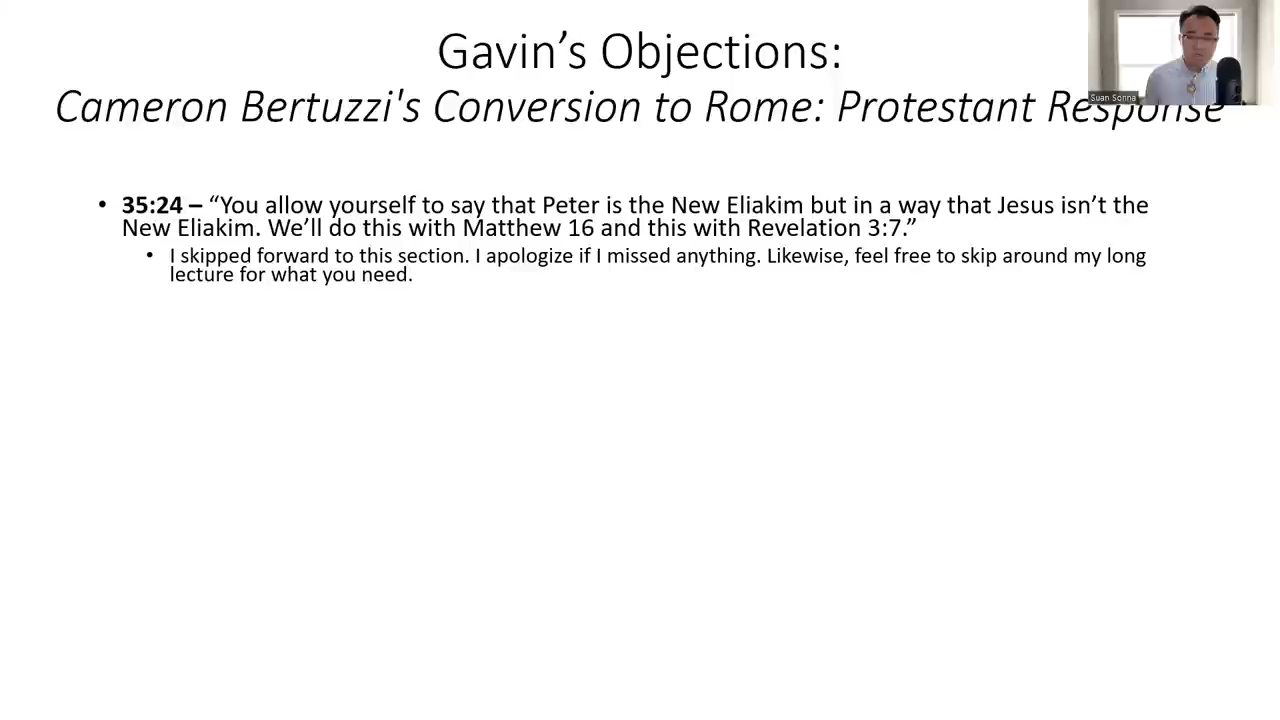 Gavin’s Objections:
Cameron Bertuzzi's Conversion to Rome: Protestant Response
Suan Sonna
• 35:24 – “You allow yourself to say that Peter is the New Eliakim but in a way that Jesus isn’t the
New Eliakim. We’ll do this with Matthew 16 and this with Revelation 3:7.”
• I skipped forward to this section. I apologize if I missed anything. Likewise, feel free to skip around my long
lecture for what you need.